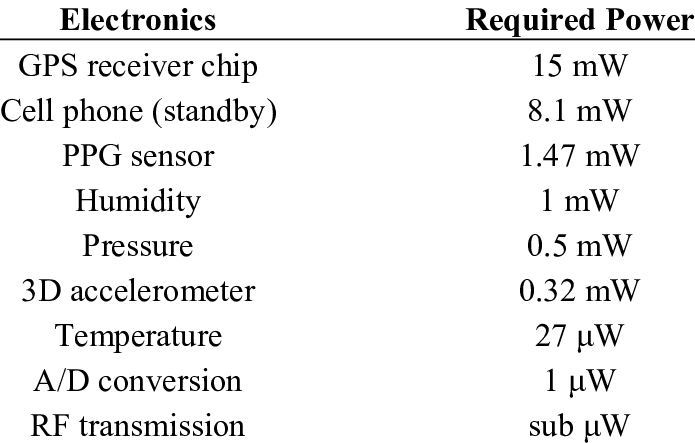 Electronics Required Power
GPS receiver chip 15 mW
Cell phone (standby) 8.1 mW
PPG sensor 1.47 mW
Humidity 1 mW
Pressure 0.5 mW
3D accelerometer 0.32 mW
Temperature 27 μW
A/D conversion 1 μW
RF transmission sub μW